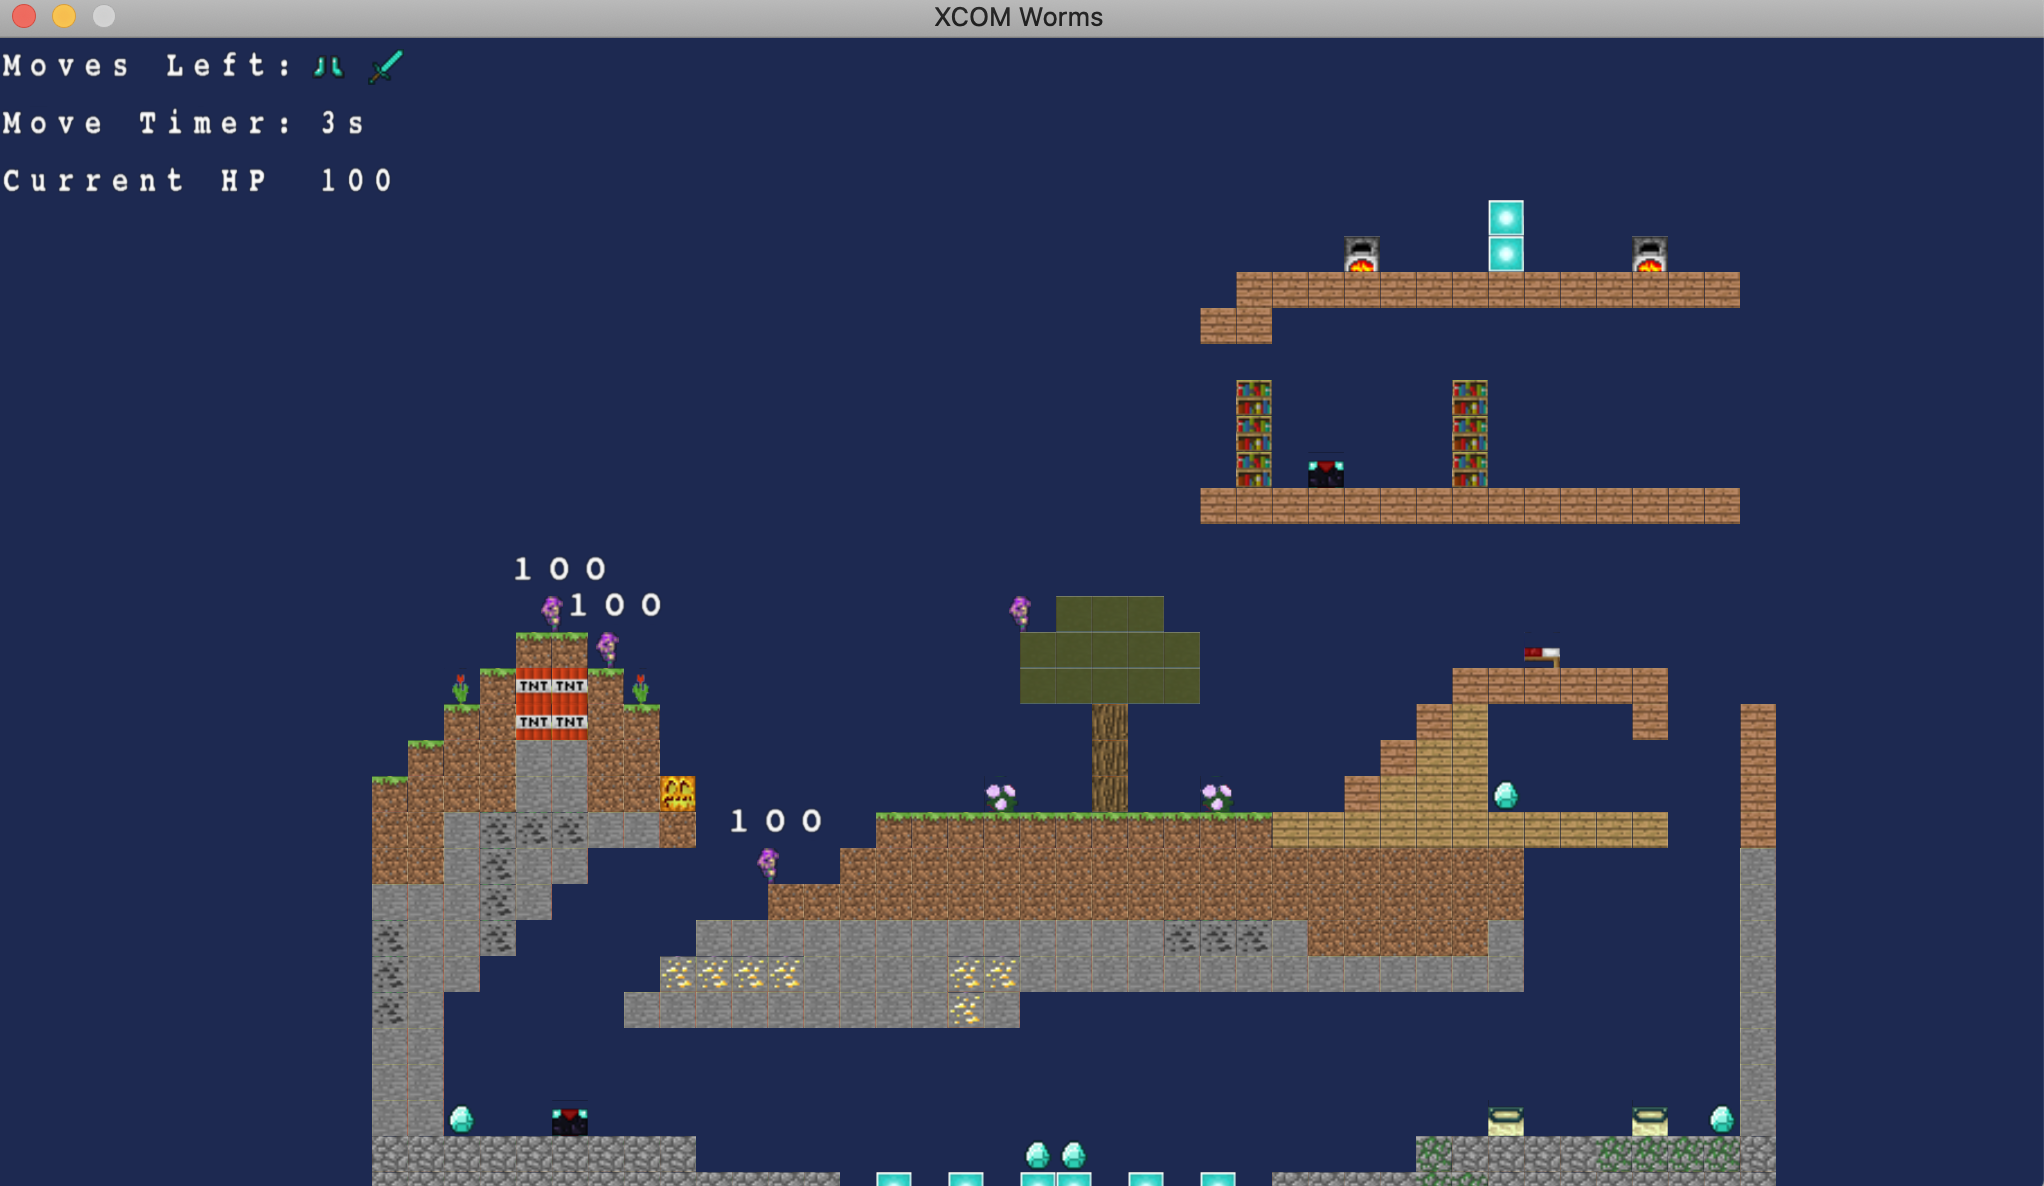 XCOM Worms
Moves Left:
Move Timer: 3s
Current HP 100
100
100
TNT TNT
TNT TNT
100